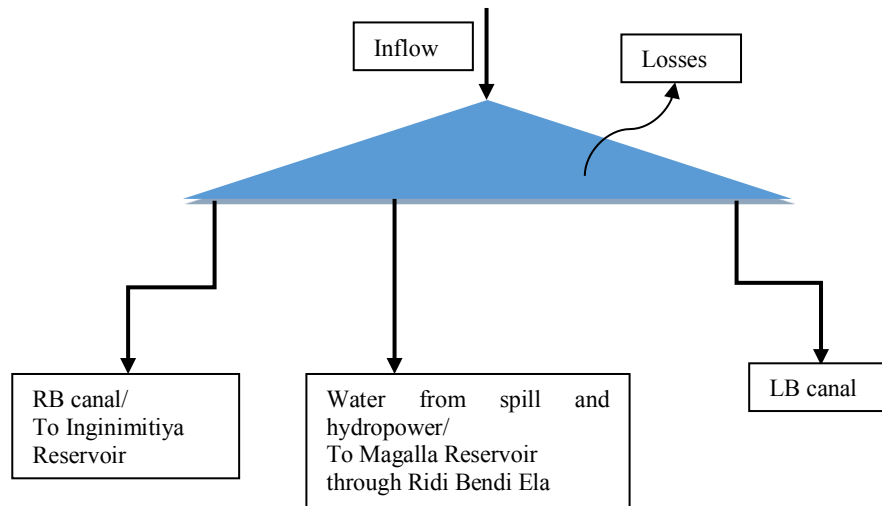 Inflow
Losses
RB canal/
To Inginimitiya
Reservoir
Water from spill and
hydropower/
To Magalla Reservoir
through Ridi Bendi Ela
LB canal